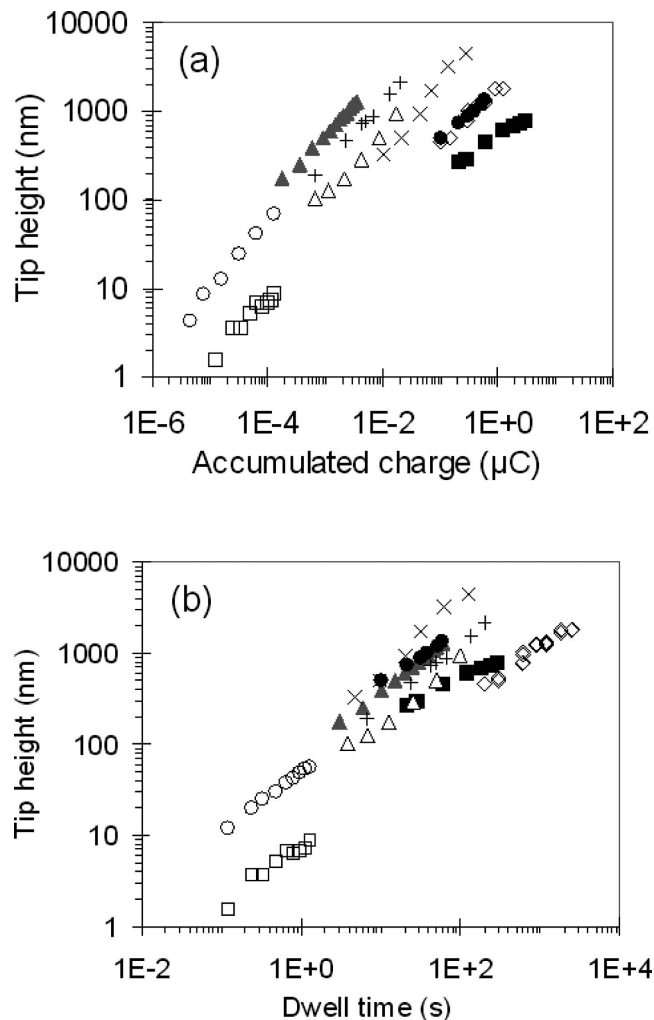 (a)
Tip height (nm)
10000
1000
100
10
1
1E-6 1E-4 1E-2 1E+0 1E+2
Accumulated charge (µC)
(b)
Tip height (nm)
10000
1000
100
10
1
1E-2 1E+0 1E+2 1E+4
Dwell time (s)